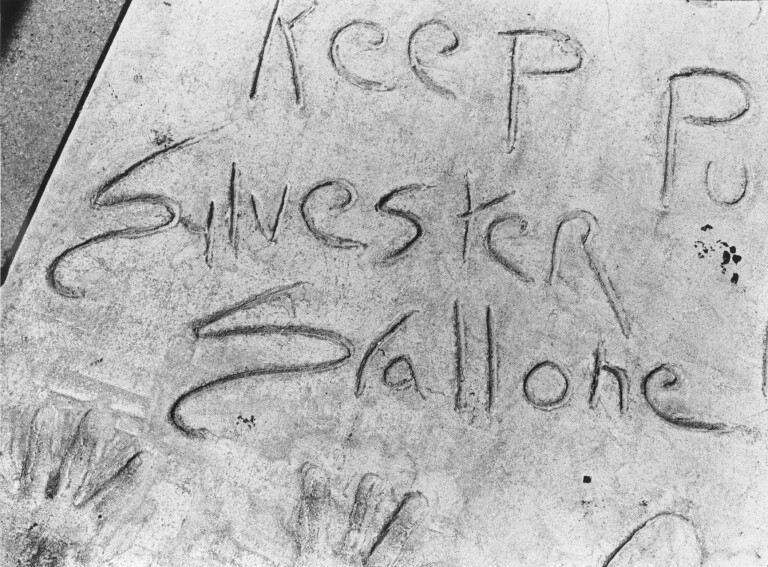 Keep Pu
SylvesteR
Stallone